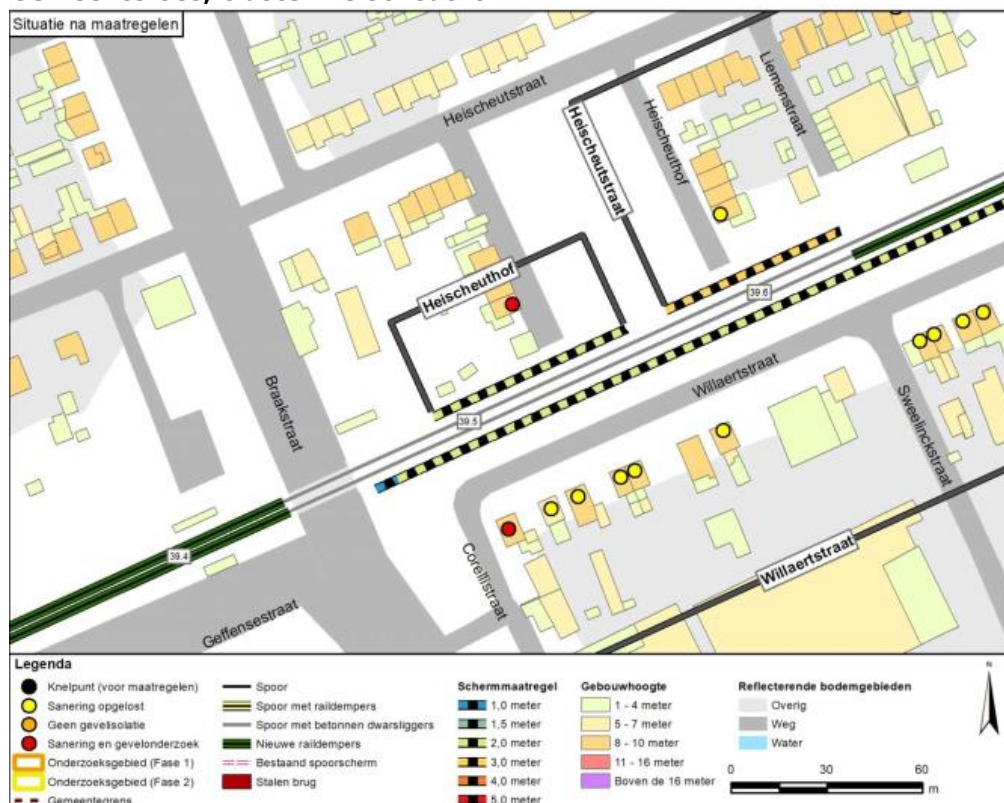 Situatie na maatregelen
Heischeutstraat
Liemenstraat
Heischeuthof
Heischeutstraat
Heischeuthof
39.6
Braakstraat
Willaertstraat
39.5
Sweelinckstraat
39.4
Corellistraat
Willaertstraat
Geffensestraat
Legenda
Knelpunt (voor maatregelen)
Sanering opgelost
Geen gevelisolatie
Sanering en gevelonderzoek
Onderzoeksgebied (Fase 1)
Onderzoeksgebied (Fase 2)
Gemeentegrens
Spoor
Spoor met raildempers
Spoor met betonnen dwarsliggers
Nieuwe raildempers
Bestaand spoorscherm
Stalen brug
Schermmaatregel
1,0 meter
1,5 meter
2,0 meter
3,0 meter
4,0 meter
5,0 meter
Gebouwhoogte
1 - 4 meter
5 - 7 meter
8 - 10 meter
11 - 16 meter
Boven de 16 meter
Reflecterende bodemgebieden
Overig
Weg
Water
N
0 30 60
m